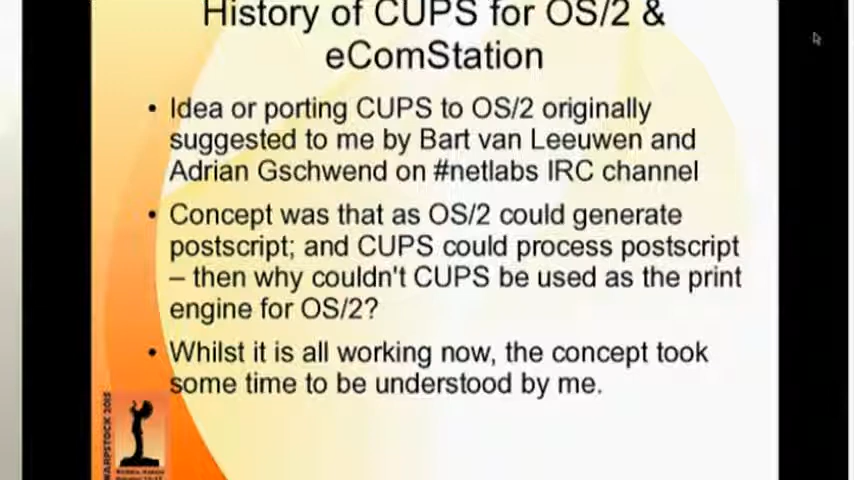 History of CUPS for OS/2 &
eComStation
• Idea or porting CUPS to OS/2 originally
suggested to me by Bart van Leeuwen and
Adrian Gschwend on #netlabs IRC channel
• Concept was that as OS/2 could generate
postscript; and CUPS could process postscript
– then why couldn't CUPS be used as the print
engine for OS/2?
• Whilst it is all working now, the concept took
some time to be understood by me.
WARPSTOCK 2015